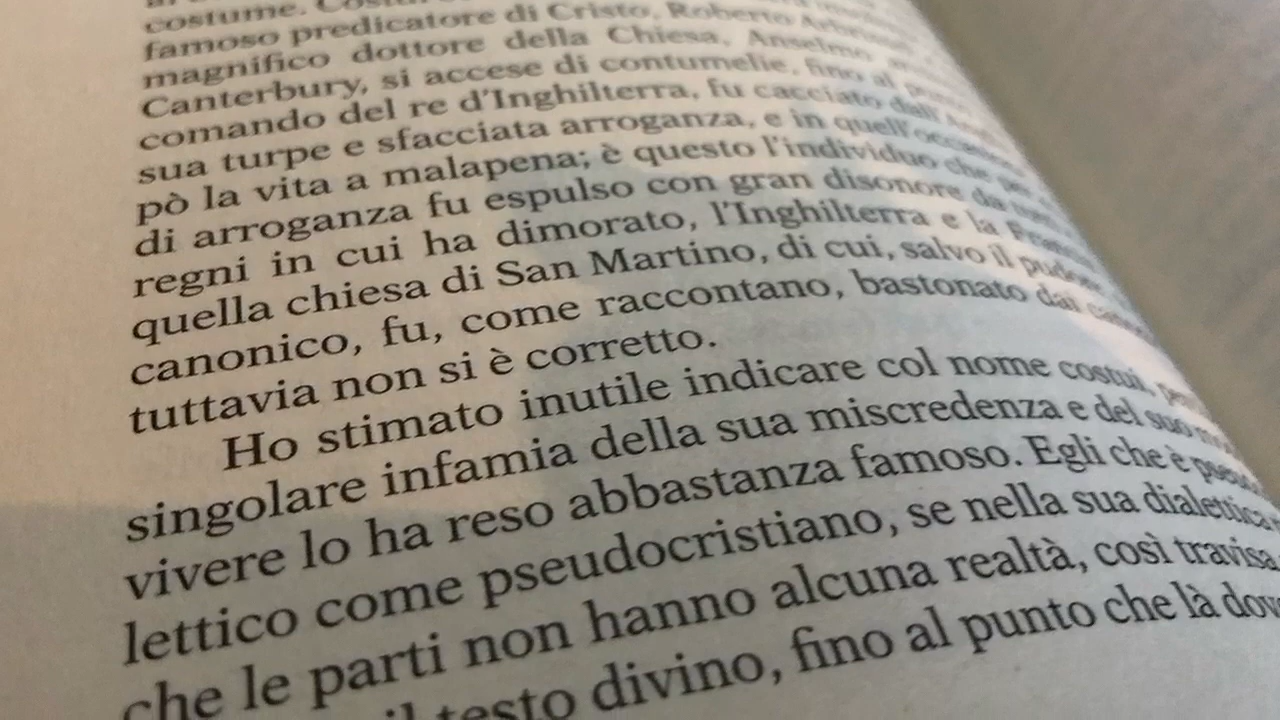 costume.
famoso predicatore di Cristo, Roberto
magnifico dottore della Chiesa, Anselmo
Canterbury, si accese di contumelie, fino al
comando del re d'Inghilterra, fu cacciato
sua turpe e sfacciata arroganza, e in quell'
pò la vita a malapena; è questo l'individuo che per
di arroganza fu espulso con gran disonore
regni in cui ha dimorato, l'Inghilterra e la
quella chiesa di San Martino, di cui, salvo il
canonico, fu, come raccontano, bastonato dai
tuttavia non si è corretto.
Ho stimato inutile indicare col nome costui,
singolare infamia della sua miscredenza e del suo
vivere lo ha reso abbastanza famoso. Egli che è
lettico come pseudocristiano, se nella sua dialettica
che le parti non hanno alcuna realtà, così travisa
il testo divino, fino al punto che là dov